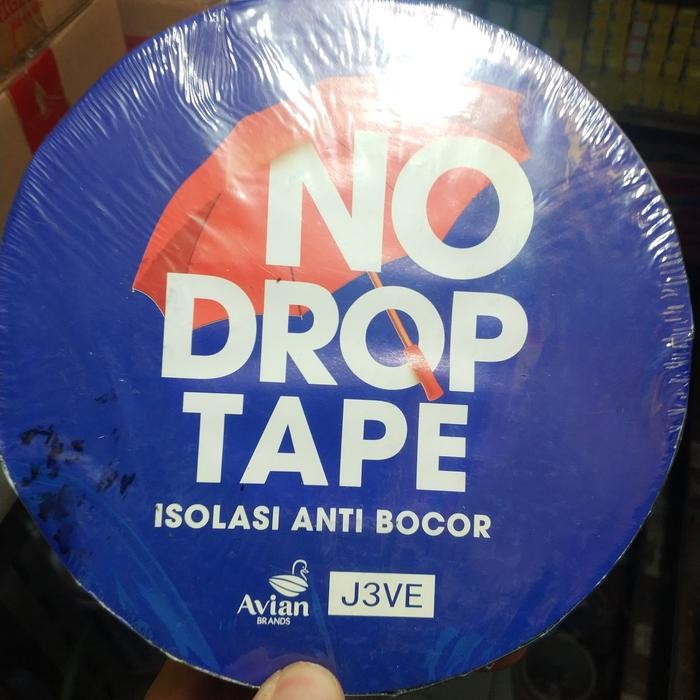 NO
DROP
TAPE
ISOLASI ANTI BOCOR
Avian
BRANDS
J3VE